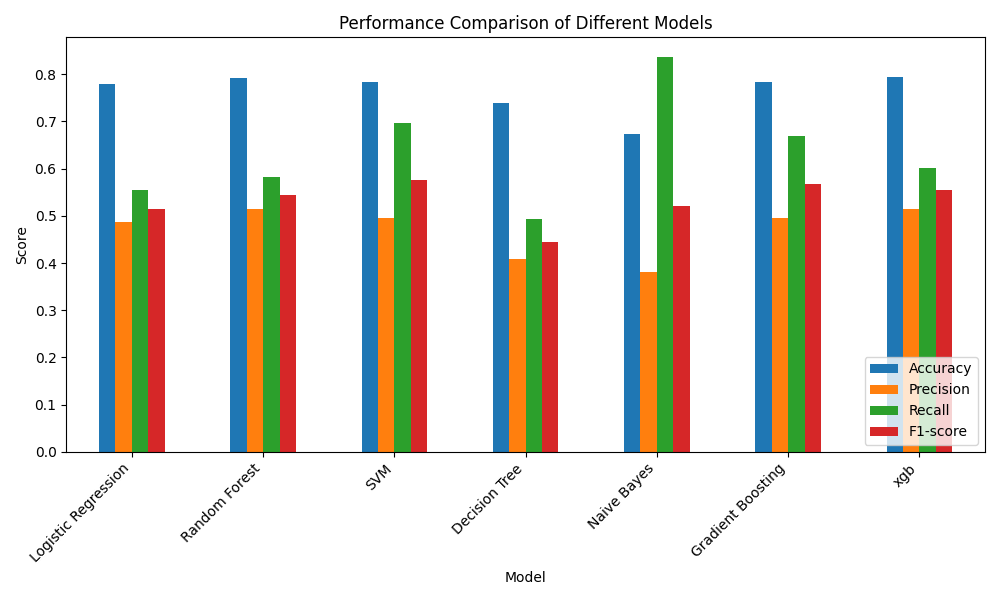 Performance Comparison of Different Models
Score
0.8
0.7
0.6
0.5
0.4
0.3
0.2
0.1
0.0
Accuracy
Precision
Recall
F1-score
Logistic Regression
Random Forest
SVM
Decision Tree
Naive Bayes
Gradient Boosting
xgb
Model